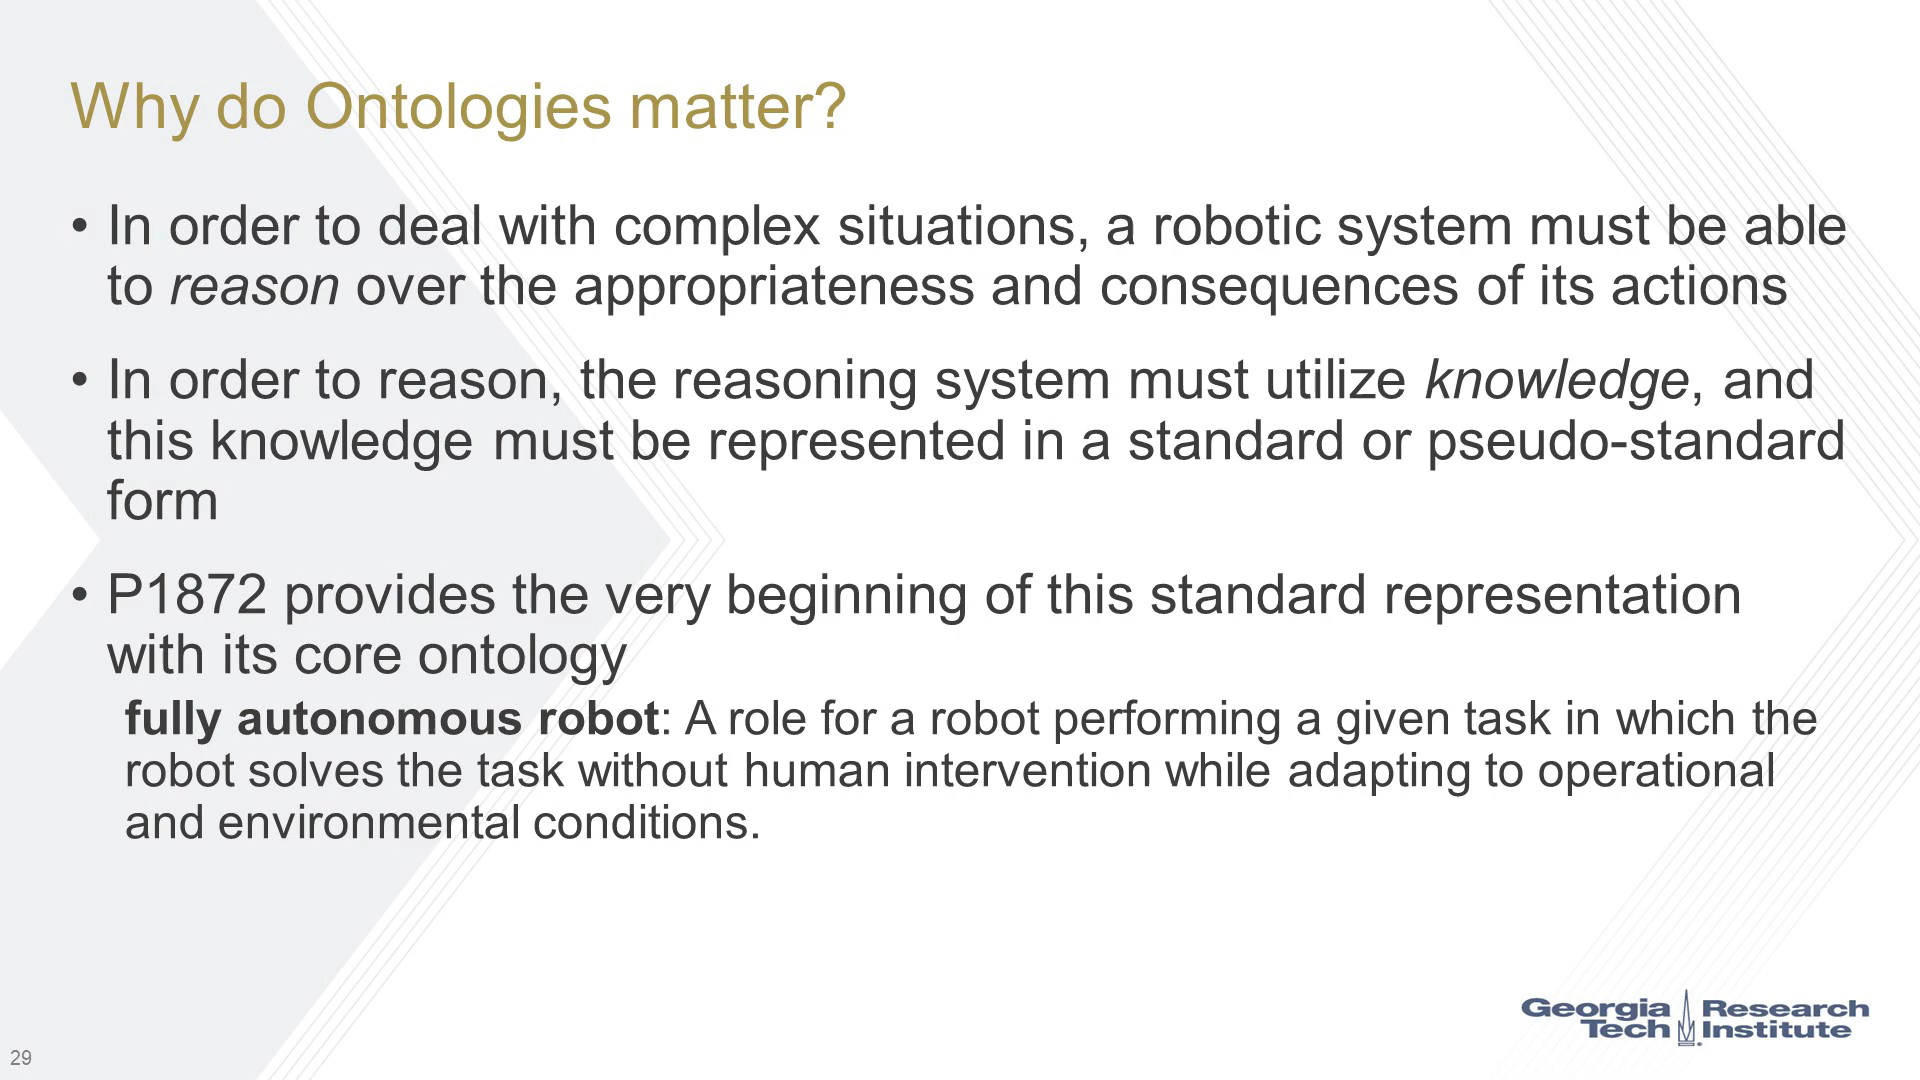 Why do Ontologies matter?
• In order to deal with complex situations, a robotic system must be able
to reason over the appropriateness and consequences of its actions
• In order to reason, the reasoning system must utilize knowledge, and
this knowledge must be represented in a standard or pseudo-standard
form
• P1872 provides the very beginning of this standard representation
with its core ontology
fully autonomous robot: A role for a robot performing a given task in which the
robot solves the task without human intervention while adapting to operational
and environmental conditions.
Georgia Research
Tech Institute
29